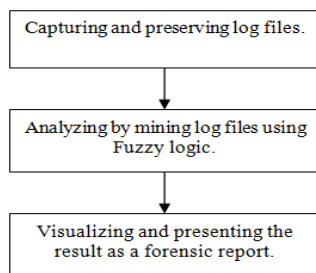 Capturing and preserving log files.
Analyzing by mining log files using
Fuzzy logic.
Visualizing and presenting the
result as a forensic report.